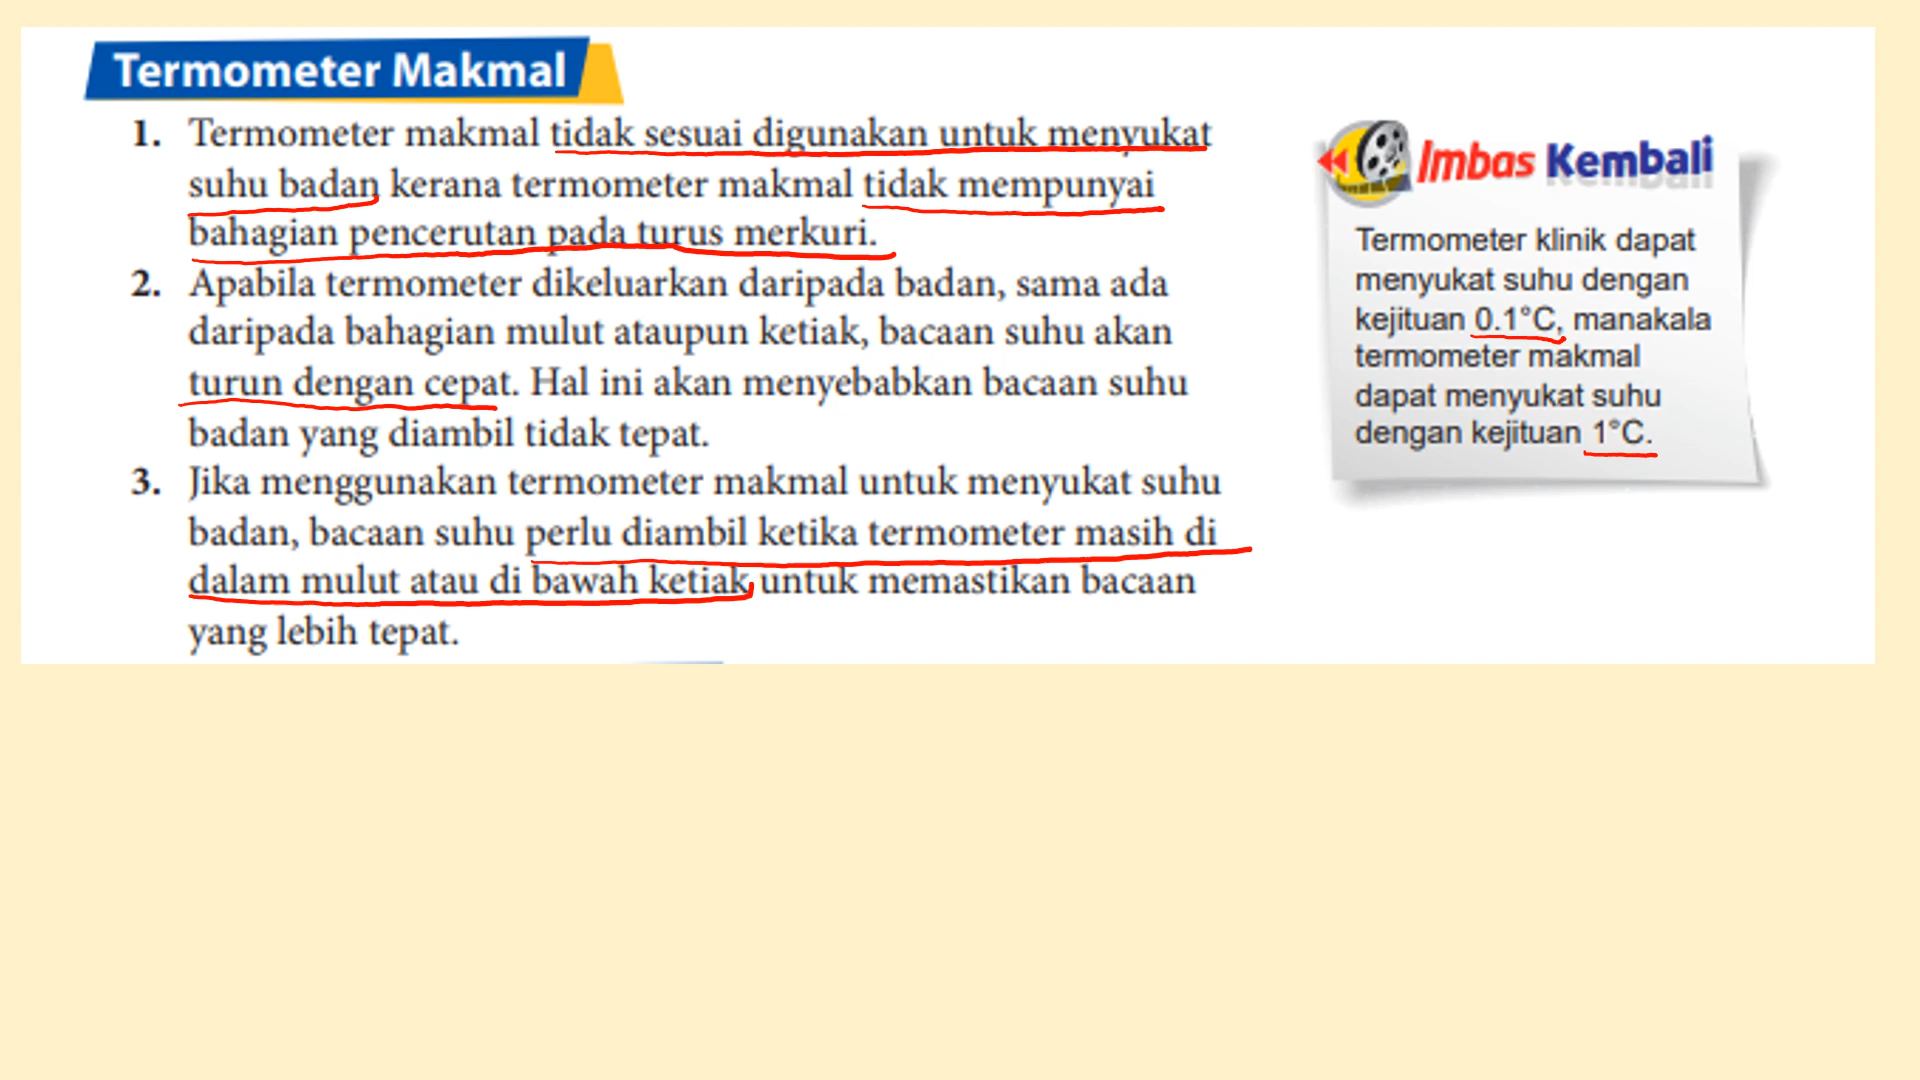 Termometer Makmal
1. Termometer makmal tidak sesuai digunakan untuk menyukat
suhu badan kerana termometer makmal tidak mempunyai
bahagian pencerutan pada turus merkuri.
2. Apabila termometer dikeluarkan daripada badan, sama ada
daripada bahagian mulut ataupun ketiak, bacaan suhu akan
turun dengan cepat. Hal ini akan menyebabkan bacaan suhu
badan yang diambil tidak tepat.
3. Jika menggunakan termometer makmal untuk menyukat suhu
badan, bacaan suhu perlu diambil ketika termometer masih di
dalam mulut atau di bawah ketiak untuk memastikan bacaan
yang lebih tepat.
Imbas Kembali
Termometer klinik dapat
menyukat suhu dengan
kejituan 0.1°C, manakala
termometer makmal
dapat menyukat suhu
dengan kejituan 1°C.